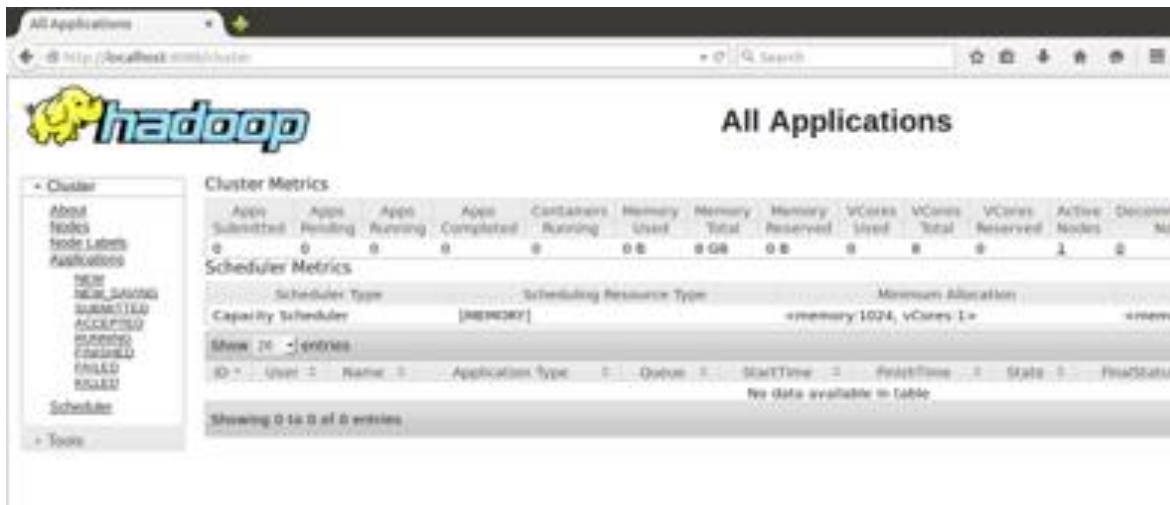 All Applications
http://localhost:8088/cluster
Search
hadoop
All Applications
Cluster
About
Nodes
Node Labels
Applications
NEW
NEW_SAVING
SUBMITTED
ACCEPTED
RUNNING
FINISHED
FAILED
KILLED
Scheduler
Tools
Cluster Metrics
Apps Submitted Apps Pending Apps Running Apps Completed Containers Running Memory Used Memory Total Memory Reserved VCores Used VCores Total VCores Reserved Active Nodes
0 0 0 0 0 0 B 8 GB 0 B 0 8 0 1 0
Scheduler Metrics
Scheduler Type Scheduling Resource Type Minimum Allocation
Capacity Scheduler [MEMORY] <memory:1024, vCores:1>
Show 20 entries
ID User Name Application Type Queue StartTime FinishTime State FinalStatu
No data available in table
Showing 0 to 0 of 0 entries